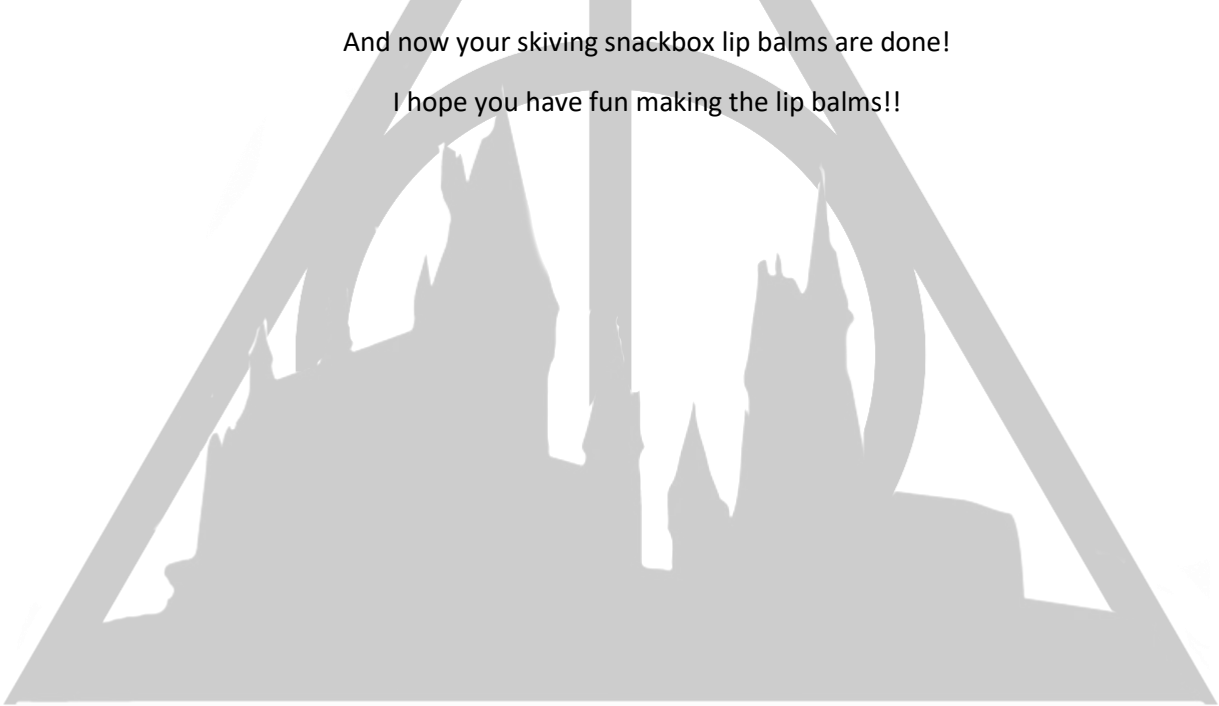 And now your skiving snackbox lip balms are done!
I hope you have fun making the lip balms!!